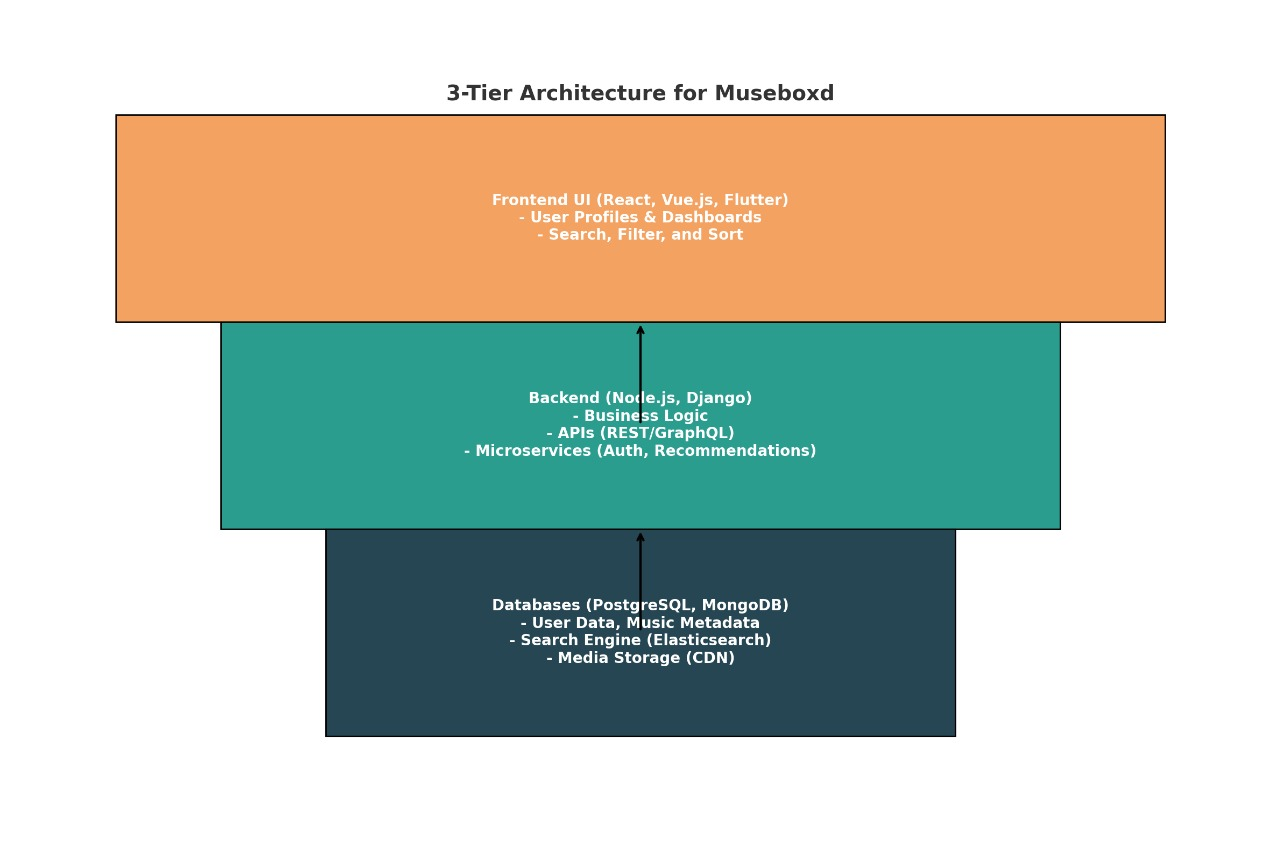 3-Tier Architecture for Museboxd
Frontend UI (React, Vue.js, Flutter)
- User Profiles & Dashboards
- Search, Filter, and Sort
Backend (Node.js, Django)
- Business Logic
- APIs (REST/GraphQL)
- Microservices (Auth, Recommendations)
Databases (PostgreSQL, MongoDB)
- User Data, Music Metadata
- Search Engine (Elasticsearch)
- Media Storage (CDN)